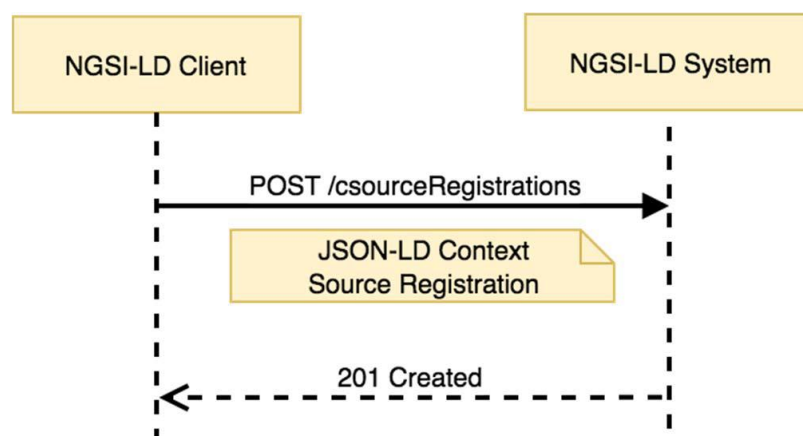 NGSI-LD Client
NGSI-LD System
POST /csourceRegistrations
JSON-LD Context
Source Registration
201 Created